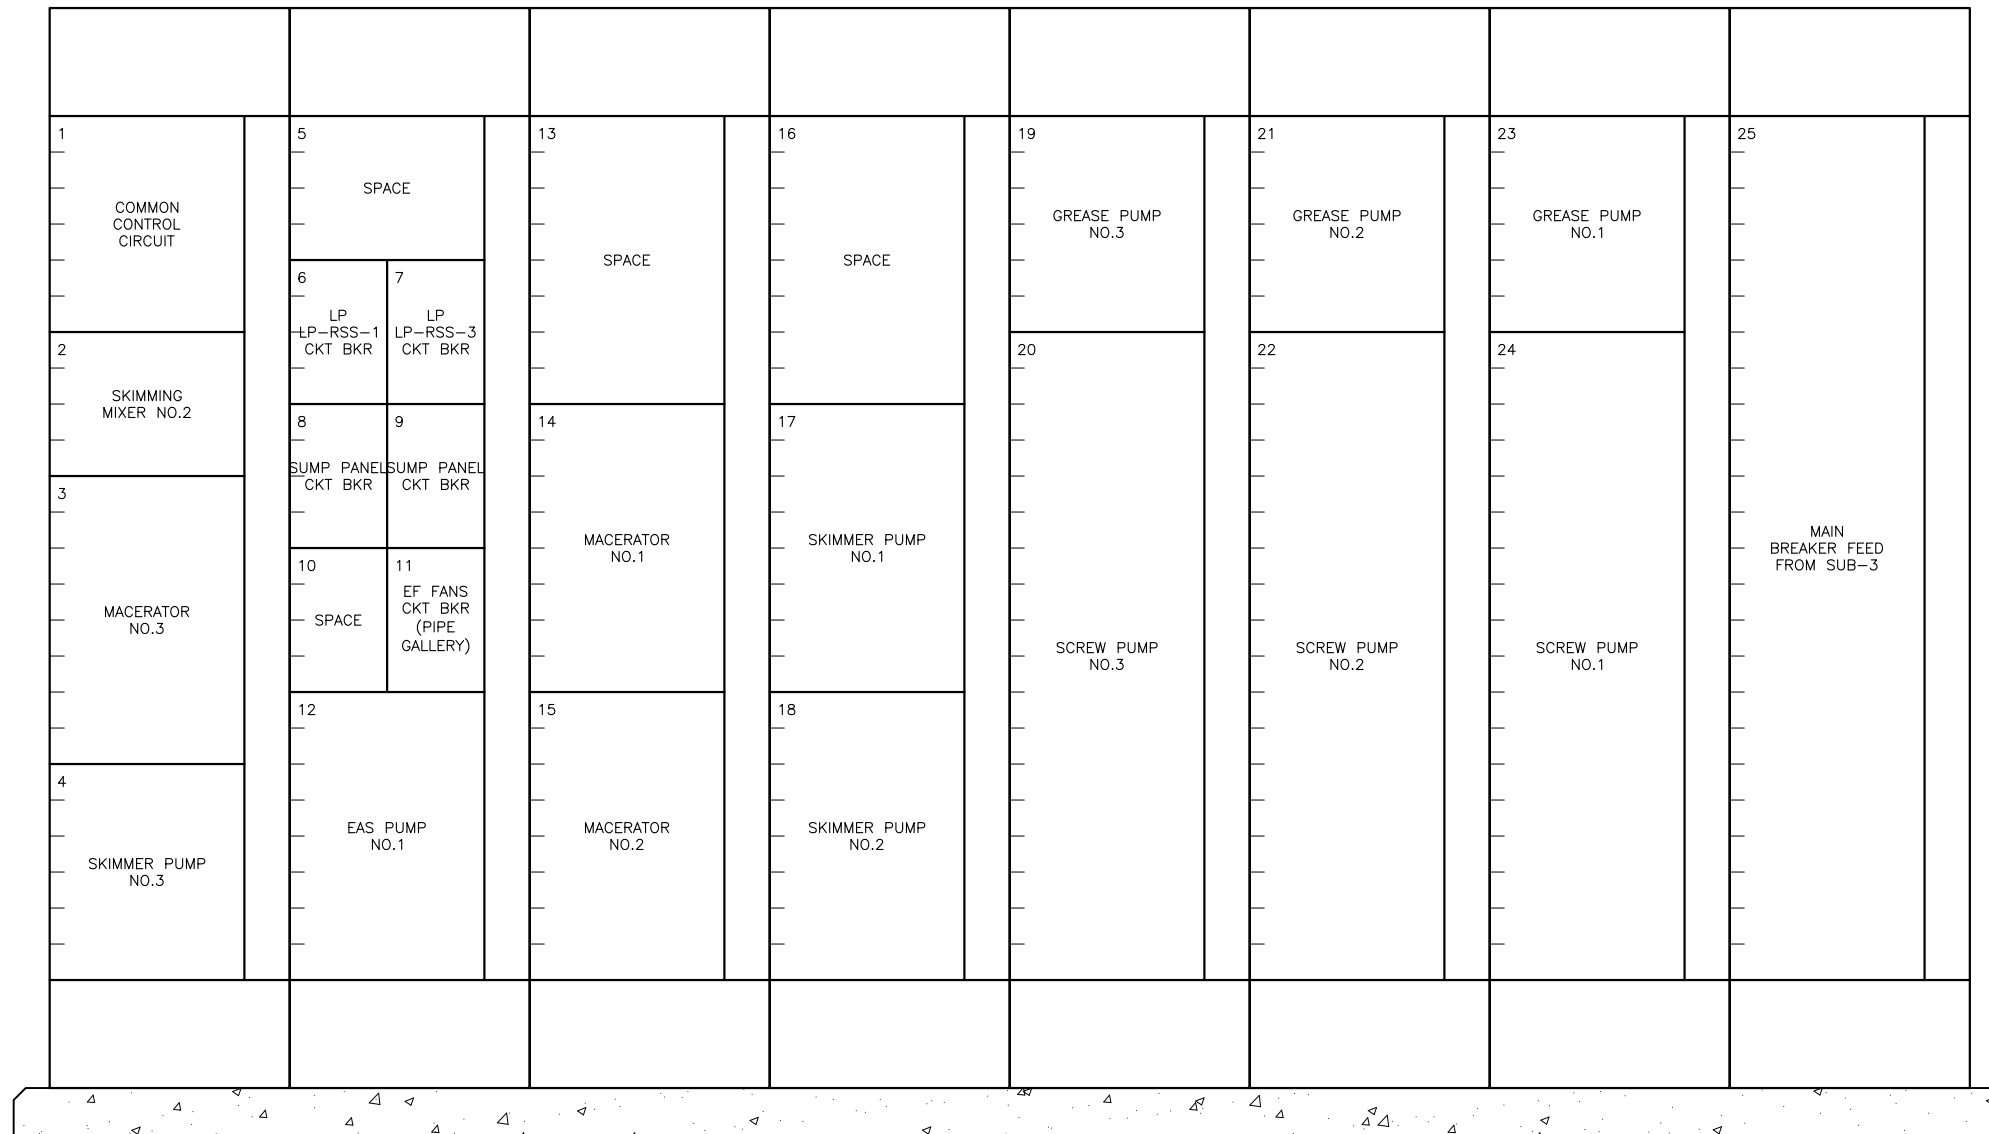 1
COMMON
CONTROL
CIRCUIT
2
SKIMMING
MIXER NO.2
3
MACERATOR
NO.3
4
SKIMMER PUMP
NO.3
5
SPACE
6
LP
LP-RSS-1
CKT BKR
7
LP
LP-RSS-3
CKT BKR
8
SUMP PANEL
CKT BKR
9
SUMP PANEL
CKT BKR
10
SPACE
11
EF FANS
CKT BKR
(PIPE
GALLERY)
12
EAS PUMP
NO.1
13
SPACE
14
MACERATOR
NO.1
15
MACERATOR
NO.2
16
SPACE
17
SKIMMER PUMP
NO.1
18
SKIMMER PUMP
NO.2
19
GREASE PUMP
NO.3
20
SCREW PUMP
NO.3
21
GREASE PUMP
NO.2
22
SCREW PUMP
NO.2
23
GREASE PUMP
NO.1
24
SCREW PUMP
NO.1
25
MAIN
BREAKER FEED
FROM SUB-3